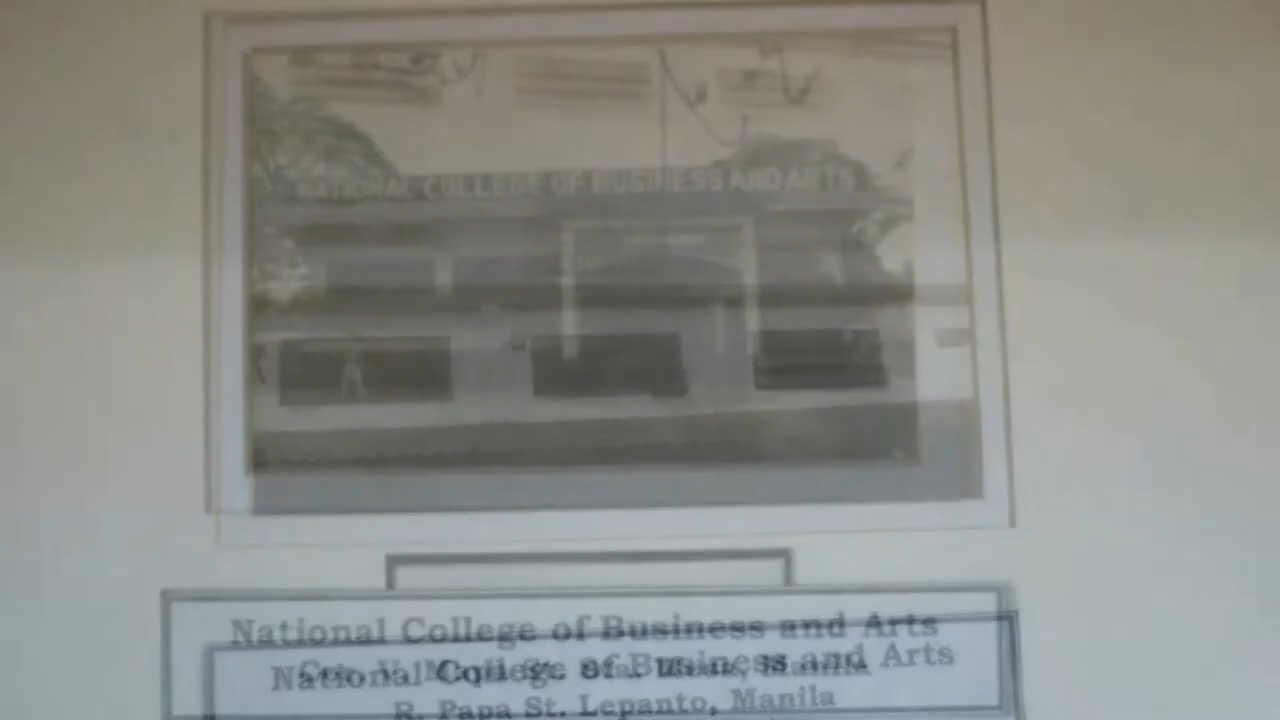 NATIONAL COLLEGE OF BUSINESS AND ARTS
National College of Business and Arts
National College of Business and Arts
Manila
R. Papa St. Lepanto, Manila